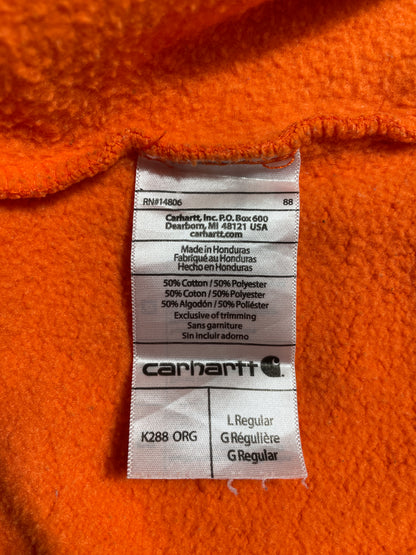 RN#14806 88
Carhartt, Inc. P.O. Box 600
Dearborn, MI 48121 USA
carhartt.com
Made in Honduras
Fabriqué au Honduras
Hecho en Honduras
50% Cotton / 50% Polyester
50% Coton / 50% Polyester
50% Algodón / 50% Poliéster
Exclusive of trimming
Sans garniture
Sin incluir adorno
carhartt
K288 ORG
L Regular
G Régulière
G Regular